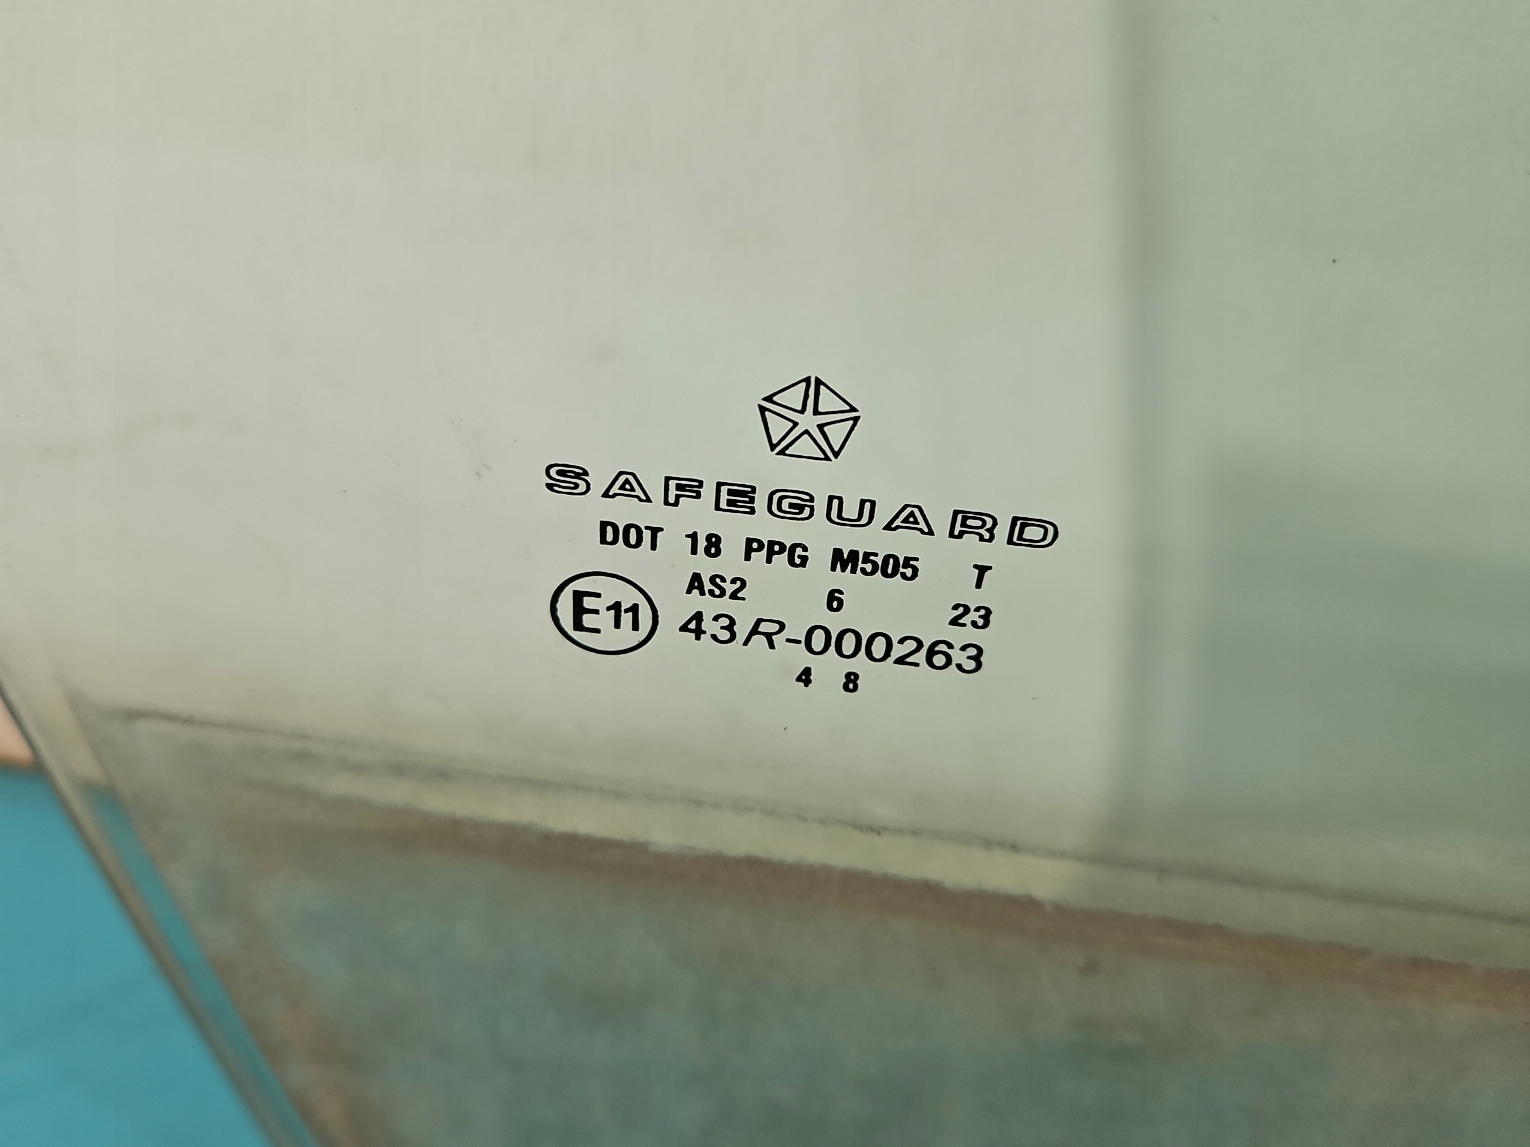 SAFEGUARD
DOT 18 PPG M505 T
AS2 6 23
E11 43R-000263
4 8